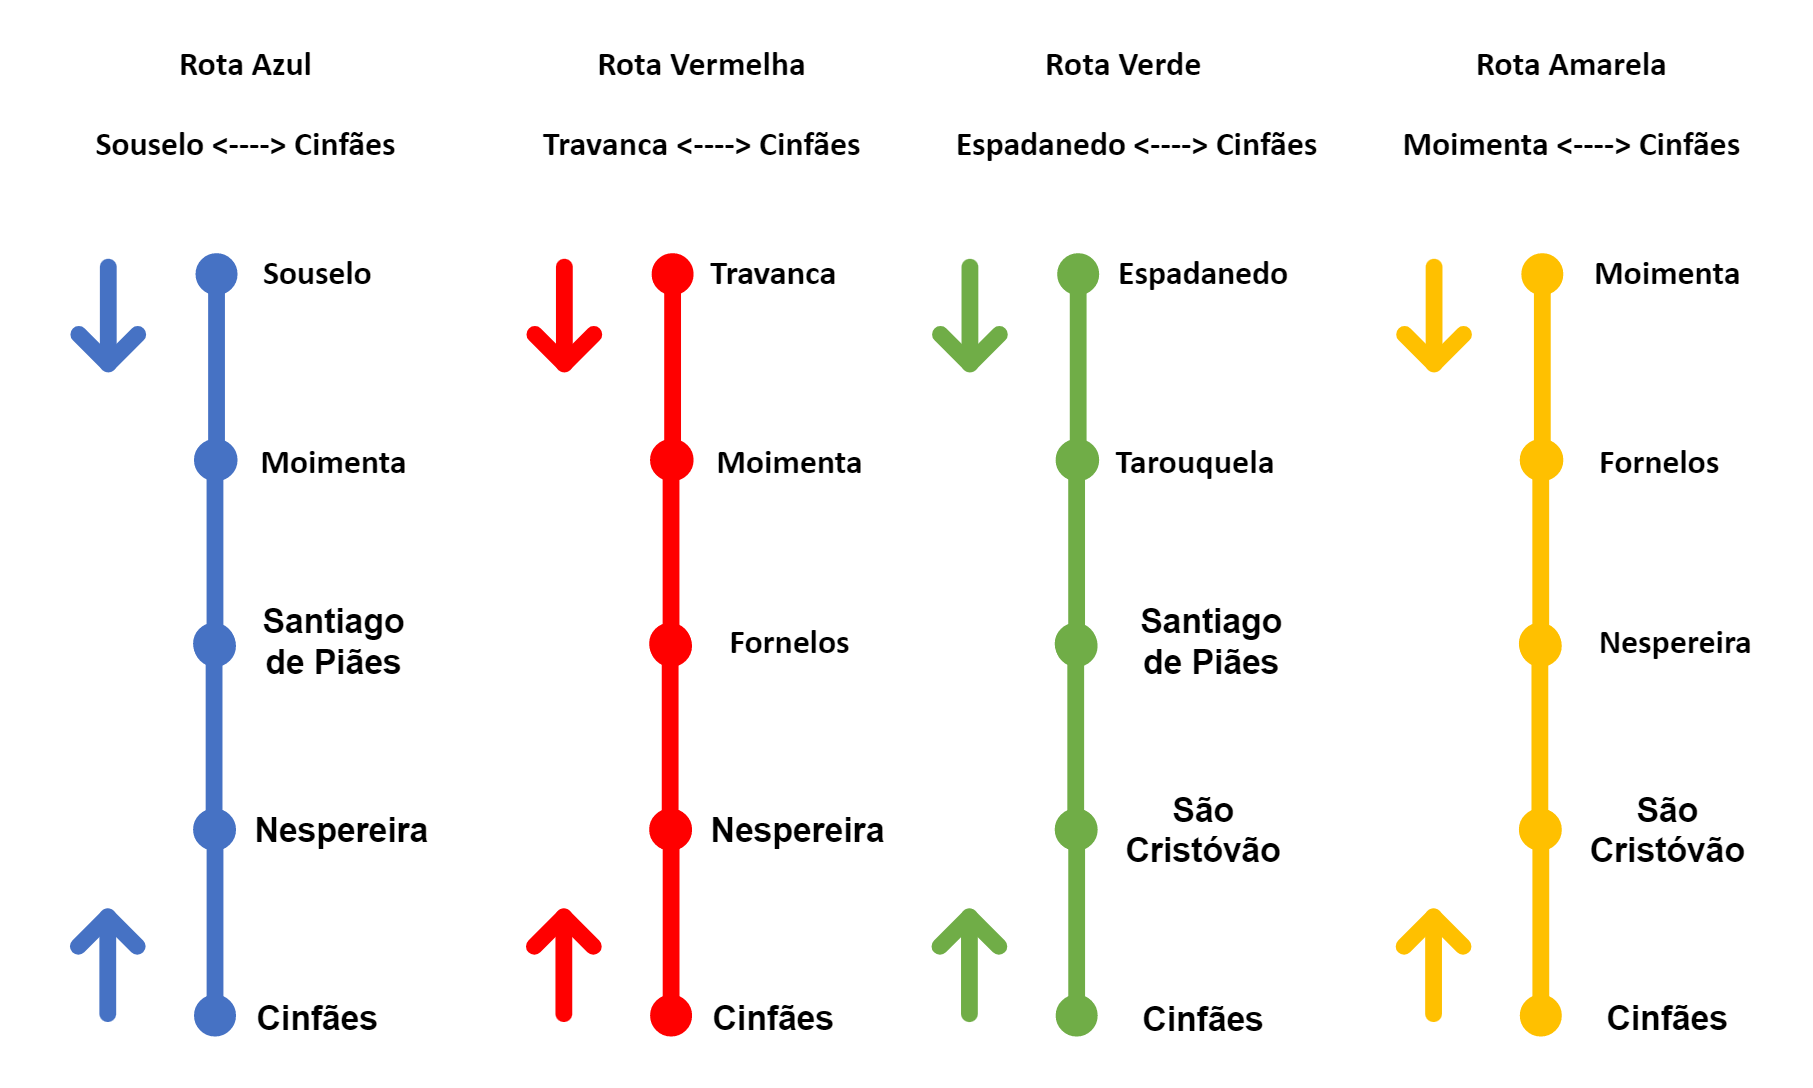 Rota Azul
Souselo <----> Cinfães
Souselo
Moimenta
Santiago
de Piães
Nespereira
Cinfães
Rota Vermelha
Travanca <----> Cinfães
Travanca
Moimenta
Fornelos
Nespereira
Cinfães
Rota Verde
Espadanedo <----> Cinfães
Espadanedo
Tarouquela
Santiago
de Piães
São
Cristóvão
Cinfães
Rota Amarela
Moimenta <----> Cinfães
Moimenta
Fornelos
Nespereira
São
Cristóvão
Cinfães